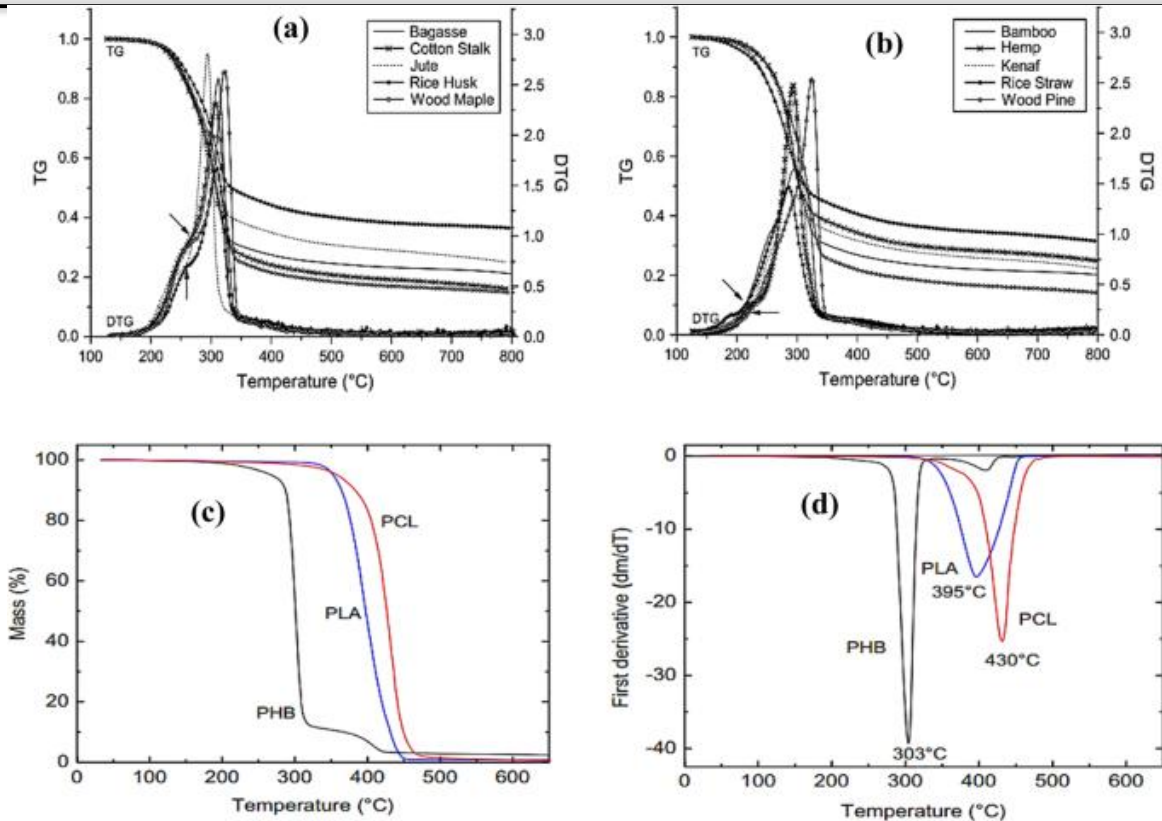 (a)
Bagasse
Cotton Stalk
Jute
Rice Husk
Wood Maple
TG
DTG
1.0
0.8
0.6
0.4
0.2
0.0
TG
3.0
2.5
2.0
1.5
1.0
0.5
0.0
DTG
100 200 300 400 500 600 700 800
Temperature (°C)
(b)
Bamboo
Hemp
Kenaf
Rice Straw
Wood Pine
TG
DTG
1.0
0.8
0.6
0.4
0.2
0.0
TG
3.0
2.5
2.0
1.5
1.0
0.5
0.0
DTG
100 200 300 400 500 600 700 800
Temperature (°C)
(c)
PCL
PLA
PHB
100
80
60
40
20
0
Mass (%)
0 100 200 300 400 500 600
Temperature (°C)
(d)
PLA
395°C
PCL
430°C
PHB
303°C
0
-10
-20
-30
-40
First derivative (dm/dT)
0 100 200 300 400 500 600
Temperature (°C)